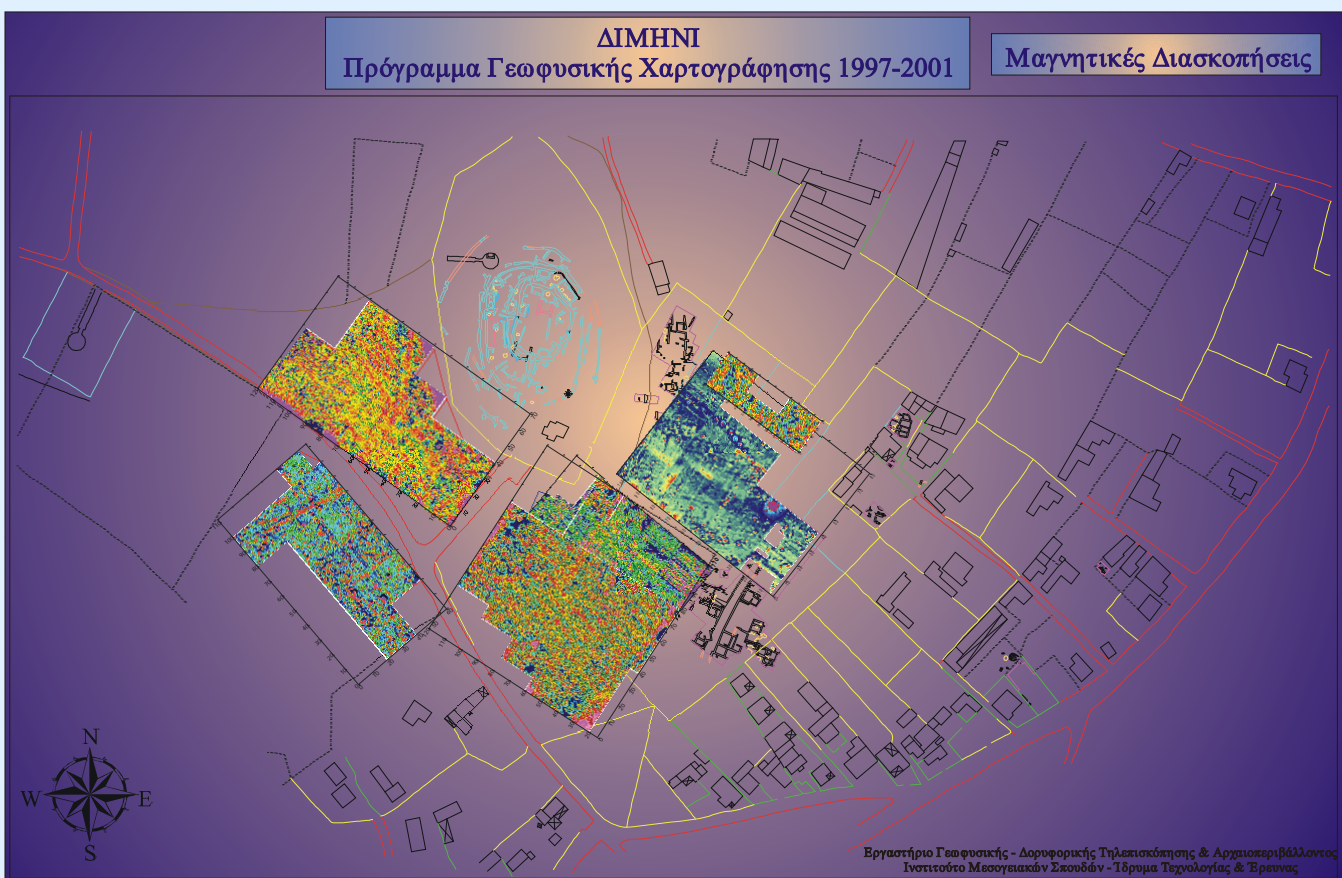 ΔΙΜΗΝΙ
Πρόγραμμα Γεωφυσικής Χαρτογράφησης 1997-2001
Μαγνητικές Διασκοπήσεις
N
W
E
S
Εργαστήριο Γεωφυσικής - Δορυφορικής Τηλεπισκόπησης & Αρχαιοπεριβάλλοντος
Ινστιτούτο Μεσογειακών Σπουδών - Ίδρυμα Τεχνολογίας & Έρευνας